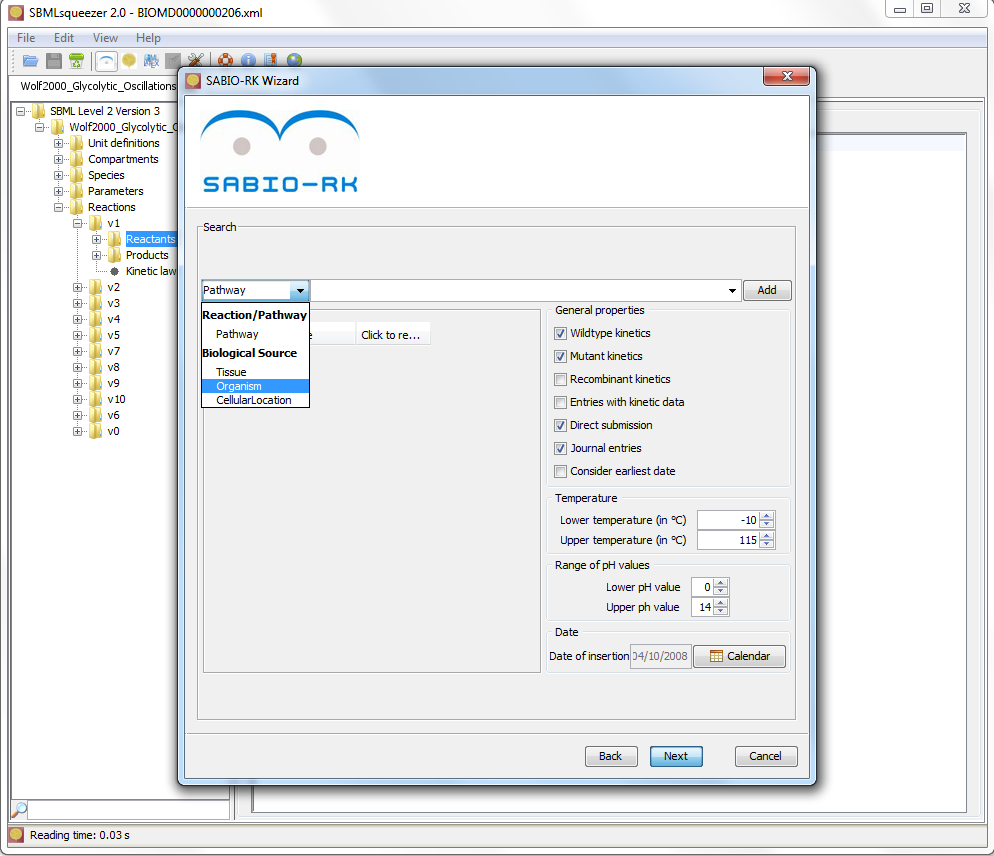 SBMLsqueezer 2.0 - BIOMD0000000206.xml
File Edit View Help
Wolf2000_Glycolytic_Oscillations
SBML Level 2 Version 3
Wolf2000_Glycolytic_O
Unit definitions
Compartments
Species
Parameters
Reactions
v1
Reactants
Products
Kinetic law
v2
v3
v4
v5
v7
v8
v9
v10
v6
v0
Reading time: 0.03 s
SABIO-RK Wizard
SABIO-RK
Search
Pathway
Add
Reaction/Pathway
Pathway
Biological Source
Tissue
Organism
CellularLocation
Click to re...
General properties
Wildtype kinetics
Mutant kinetics
Recombinant kinetics
Entries with kinetic data
Direct submission
Journal entries
Consider earliest date
Temperature
Lower temperature (in °C) -10
Upper temperature (in °C) 115
Range of pH values
Lower pH value 0
Upper ph value 14
Date
Date of insertion 04/10/2008 Calendar
Back Next Cancel